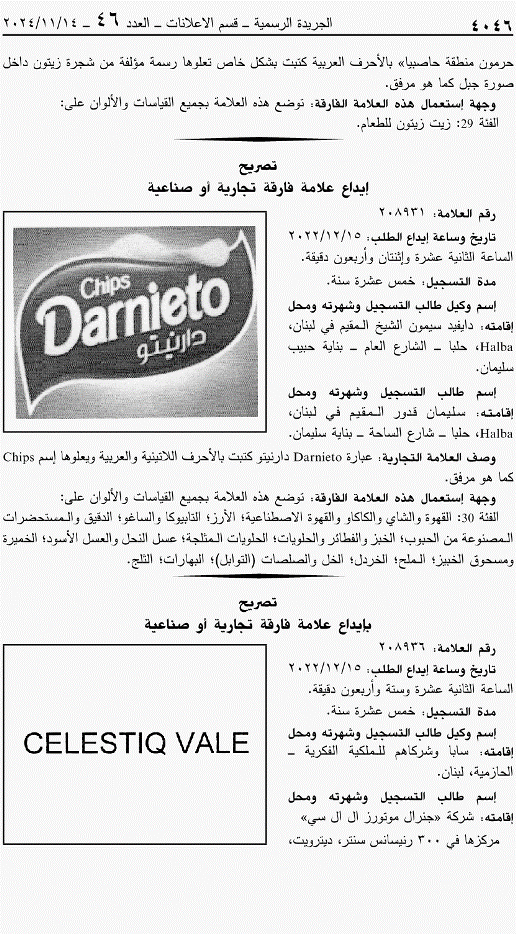 ٤٠٤٦
الجريدة الرسمية ــ قسم الاعلانات ــ العدد ٤٦ ــ ٢٠٢٤/١١/١٤
حرمون منطقة حاصبيا» بالأحرف العربية كتبت بشكل خاص تعلوها رسمة مؤلفة من شجرة زيتون داخل
صورة جبل كما هو مرفق.
وجهة إستعمال هذه العلامة الفارقة: توضع هذه العلامة بجميع القياسات والألوان على:
الفئة 29: زيت زيتون للطعام.
تصريح
إيداع علامة فارقة تجارية أو صناعية
رقم العلامة: ٢٠٨٩٣١
تاريخ وساعة إيداع الطلب: ٢٠٢٢/١٢/١٥
الساعة الثانية عشرة وإثنتان وأربعون دقيقة.
مدة التسجيل: خمس عشرة سنة.
إسم وكيل طالب التسجيل وشهرته ومحل
إقامته: دايفيد سيمون الشيخ المقيم في لبنان،
Halba، حلبا ــ الشارع العام ــ بناية حبيب
سليمان.
إسم طالب التسجيل وشهرته ومحل
إقامته: سليمان قدور المقيم في لبنان،
Halba، حلبا ــ شارع الساحة ــ بناية سليمان.
Chips
Darnieto
دارنيتو
وصف العلامة التجارية: عبارة Darnieto دارنيتو كتبت بالأحرف اللاتينية والعربية ويعلوها إسم Chips
كما هو مرفق.
وجهة إستعمال هذه العلامة الفارقة: توضع هذه العلامة بجميع القياسات والألوان على:
الفئة 30: القهوة والشاي والكاكاو والقهوة الاصطناعية؛ الأرز؛ التابيوكا والساغو؛ الدقيق والمستحضرات
المصنوعة من الحبوب؛ الخبز والفطائر والحلويات؛ الحلويات المثلجة؛ عسل النحل والعسل الأسود؛ الخميرة
ومسحوق الخبيز؛ الملح؛ الخردل؛ الخل والصلصات (التوابل)؛ البهارات؛ الثلج.
تصريح
بإيداع علامة فارقة تجارية أو صناعية
رقم العلامة: ٢٠٨٩٣٦
تاريخ وساعة إيداع الطلب: ٢٠٢٢/١٢/١٥
الساعة الثانية عشرة وستة وأربعون دقيقة.
مدة التسجيل: خمس عشرة سنة.
إسم وكيل طالب التسجيل وشهرته ومحل
إقامته: سابا وشركاهم للملكية الفكرية ــ
الحازمية، لبنان.
إسم طالب التسجيل وشهرته ومحل
إقامته: شركة «جنرال موتورز ال ال سي»
مركزها في ٣٠٠ رنيسانس سنتر، ديترويت،
CELESTIQ VALE